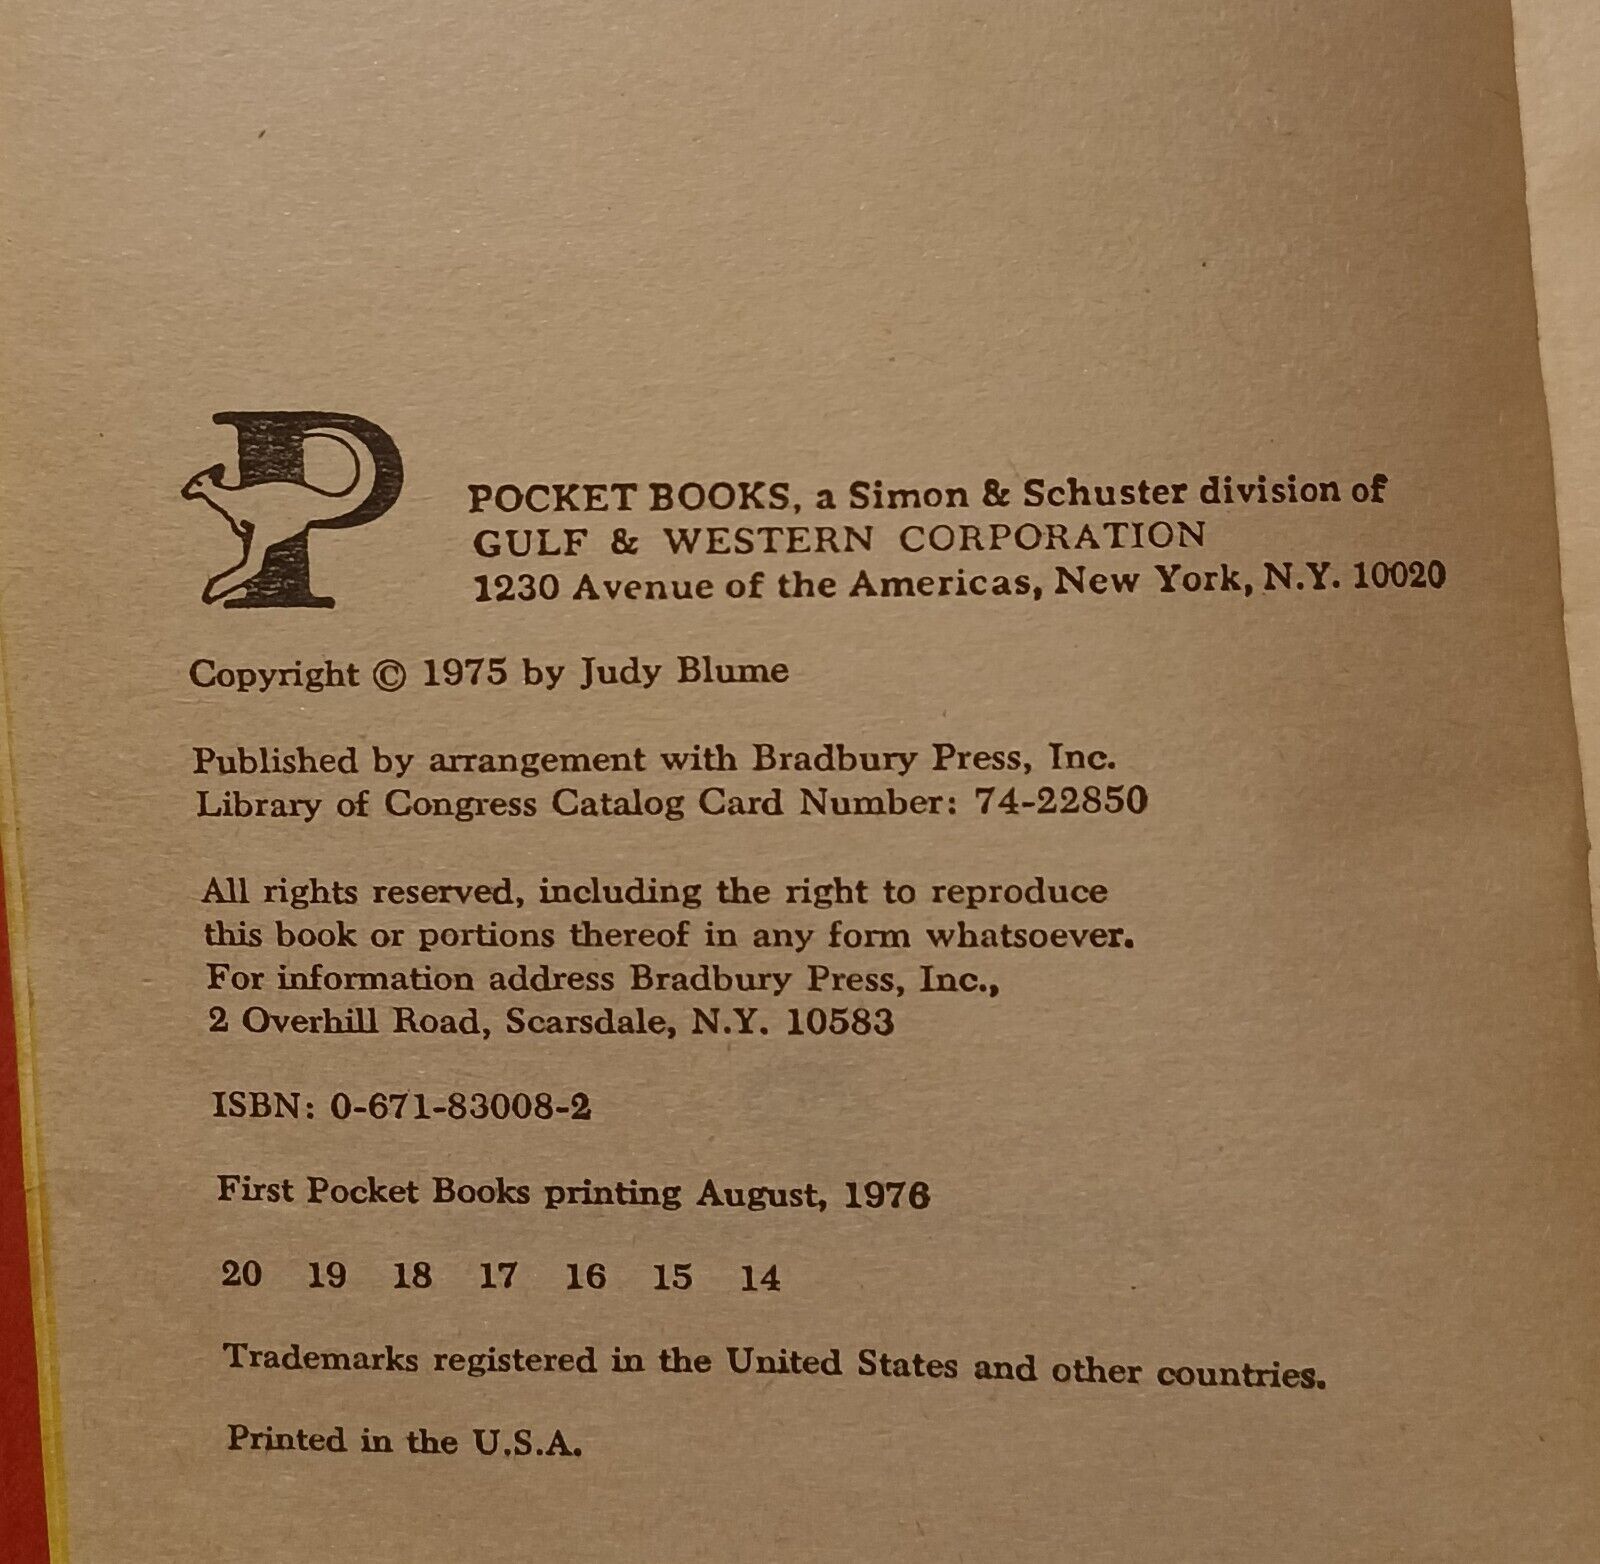 P
POCKET BOOKS, a Simon & Schuster division of
GULF & WESTERN CORPORATION
1230 Avenue of the Americas, New York, N.Y. 10020
Copyright © 1975 by Judy Blume
Published by arrangement with Bradbury Press, Inc.
Library of Congress Catalog Card Number: 74-22850
All rights reserved, including the right to reproduce
this book or portions thereof in any form whatsoever.
For information address Bradbury Press, Inc.,
2 Overhill Road, Scarsdale, N.Y. 10583
ISBN: 0-671-83008-2
First Pocket Books printing August, 1976
20 19 18 17 16 15 14
Trademarks registered in the United States and other countries.
Printed in the U.S.A.